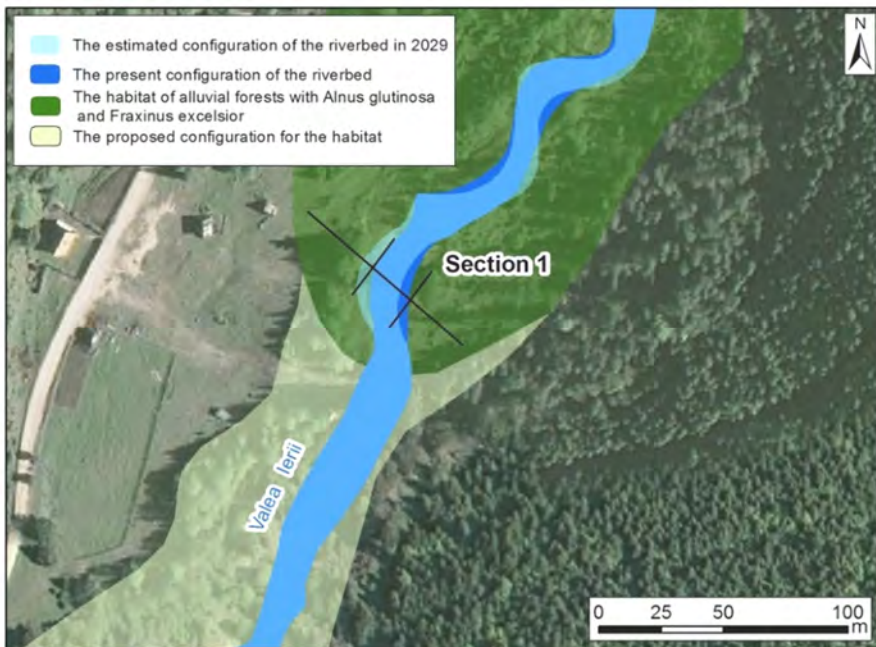 The estimated configuration of the riverbed in 2029
The present configuration of the riverbed
The habitat of alluvial forests with Alnus glutinosa
and Fraxinus excelsior
The proposed configuration for the habitat
N
Section 1
Valea Ierii
0 25 50 100
m